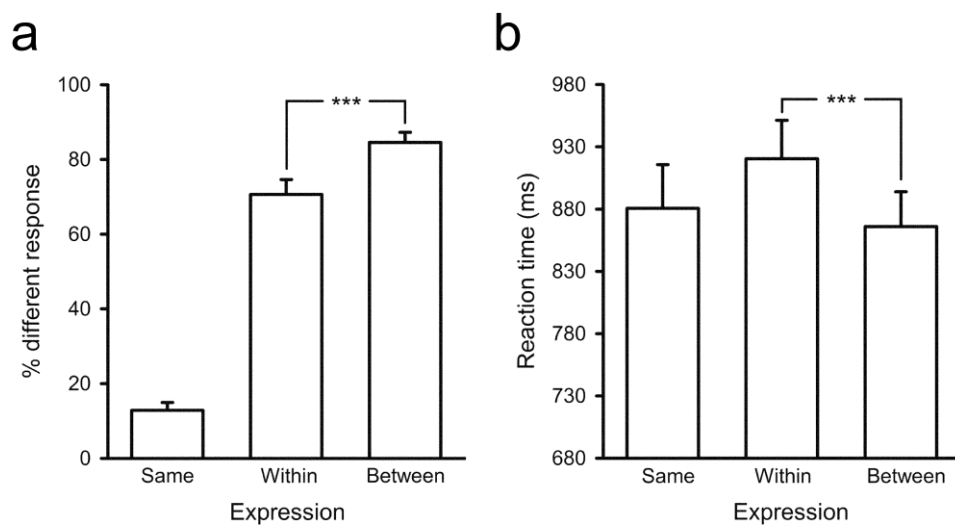 a
% different response
100
80
60
40
20
0
***
Same Within Between
Expression
b
Reaction time (ms)
980
930
880
830
780
730
680
***
Same Within Between
Expression